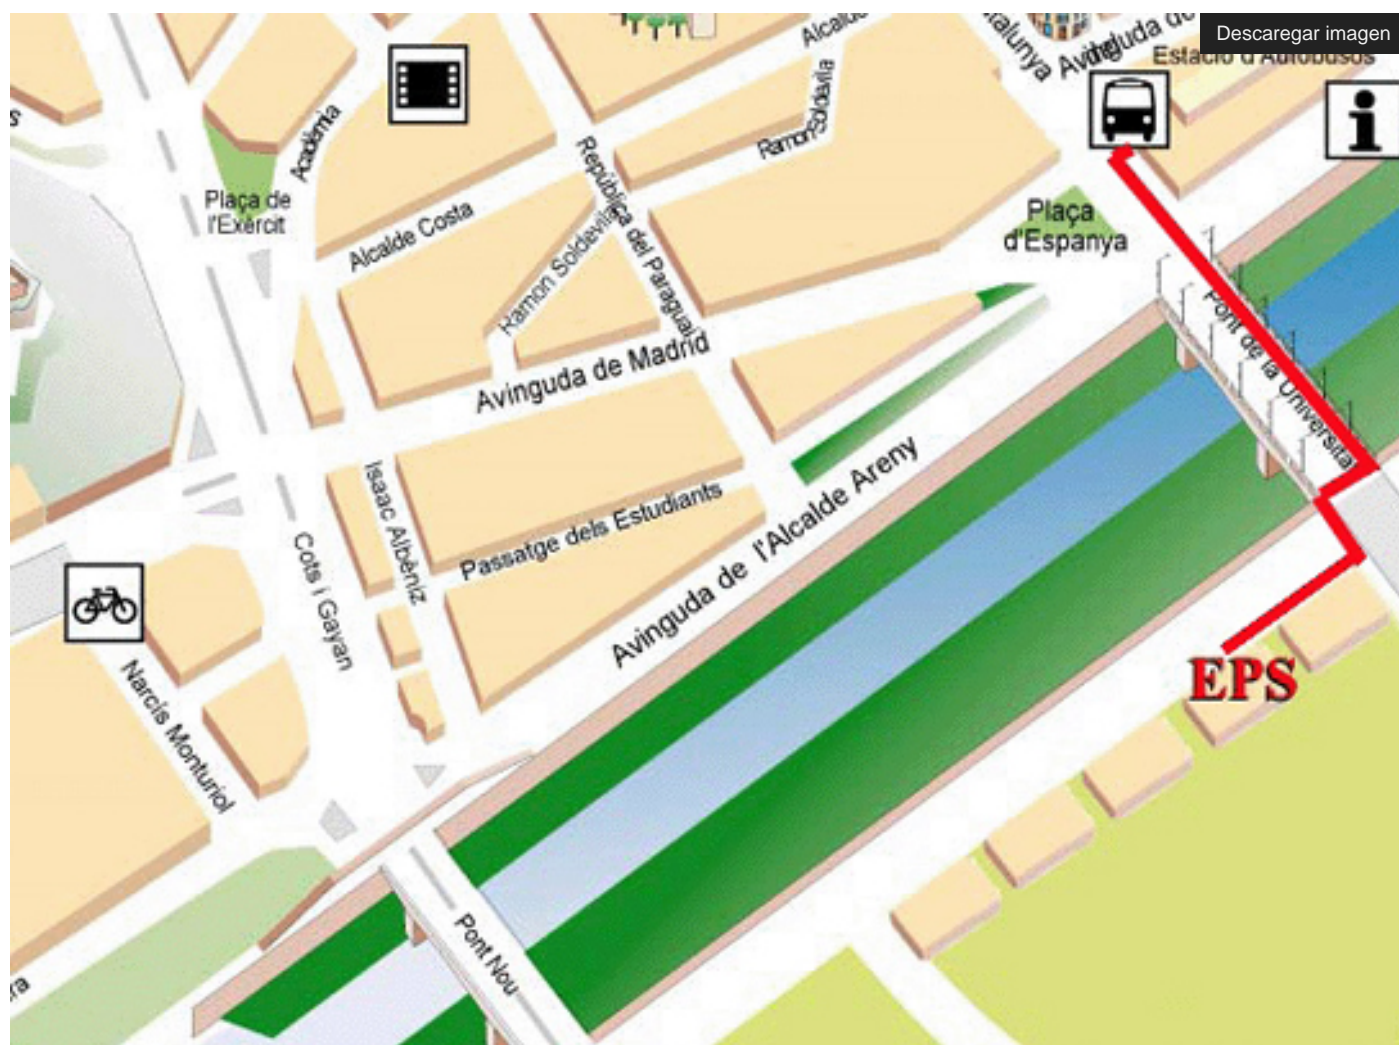 Descaregar imagen
Alcalde
Catalunya
Avinguda de
Estació d'Autobusos
Ramon Soldevila
Acadèmia
República del Paraguai
Plaça de
l'Exèrcit
Alcalde Costa
Ramon Soldevila
Plaça
d'Espanya
Pont de la Universitat
Avinguda de Madrid
Isaac Albèniz
Passatge dels Estudiants
Avinguda de l'Alcalde Areny
Cots i Gayan
Narcís Monturiol
EPS
Pont Nou